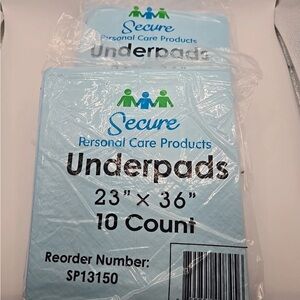 Secure
Personal Care Products
Underpads
Secure
Personal Care Products
Underpads
23" × 36"
10 Count
Reorder Number:
SP13150